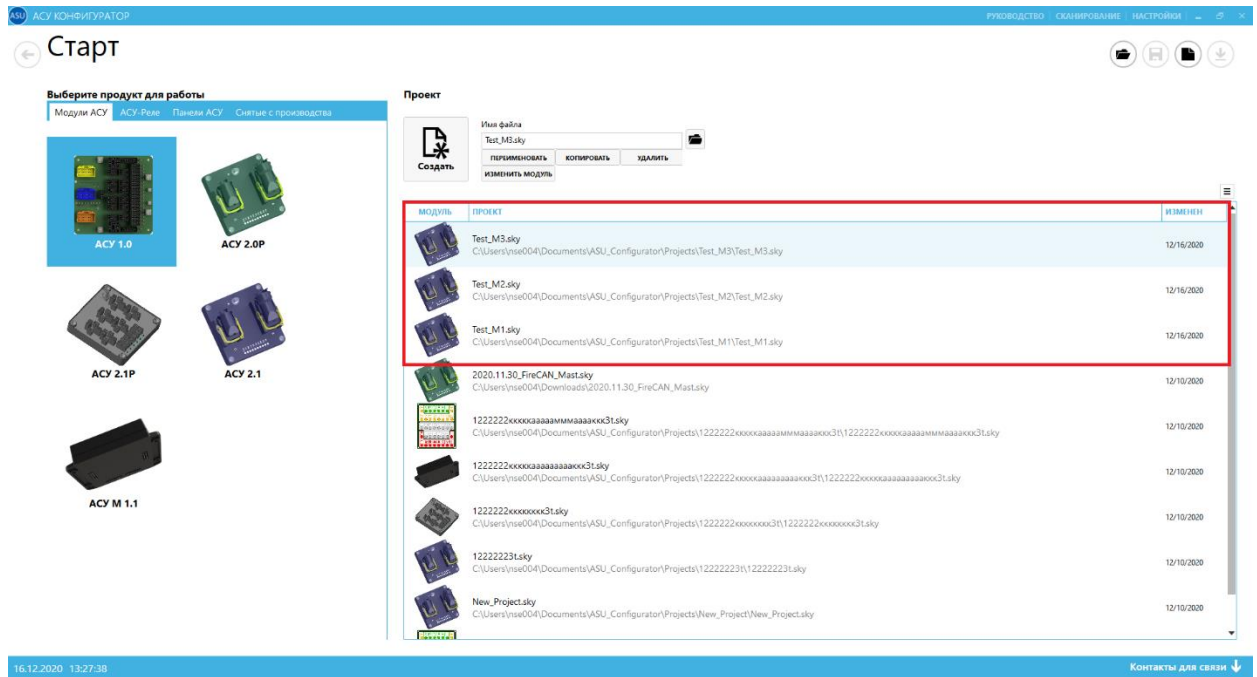 ASU АСУ КОНФИГУРАТОР
РУКОВОДСТВО СКАНИРОВАНИЕ НАСТРОЙКИ
Старт
Выберите продукт для работы
Модули АСУ АСУ-Реле Панели АСУ Снятые с производства
АСУ 1.0
АСУ 2.0Р
АСУ 2.1Р
АСУ 2.1
АСУ М 1.1
Проект
Создать
Имя файла
Test_M3.sky
ПЕРЕИМЕНОВАТЬ КОПИРОВАТЬ УДАЛИТЬ
ИЗМЕНИТЬ МОДУЛЬ
МОДУЛЬ ПРОЕКТ ИЗМЕНЕН
Test_M3.sky
C:\Users\nse004\Documents\ASU_Configurator\Projects\Test_M3\Test_M3.sky
12/16/2020
Test_M2.sky
C:\Users\nse004\Documents\ASU_Configurator\Projects\Test_M2\Test_M2.sky
12/16/2020
Test_M1.sky
C:\Users\nse004\Documents\ASU_Configurator\Projects\Test_M1\Test_M1.sky
12/16/2020
2020.11.30_FireCAN_Mast.sky
C:\Users\nse004\Downloads\2020.11.30_FireCAN_Mast.sky
12/10/2020
12/10/2020
12/10/2020
12/10/2020
12222223t.sky
C:\Users\nse004\Documents\ASU_Configurator\Projects\12222223t\12222223t.sky
12/10/2020
New_Project.sky
C:\Users\nse004\Documents\ASU_Configurator\Projects\New_Project\New_Project.sky
12/10/2020
16.12.2020 13:27:38
Контакты для связи